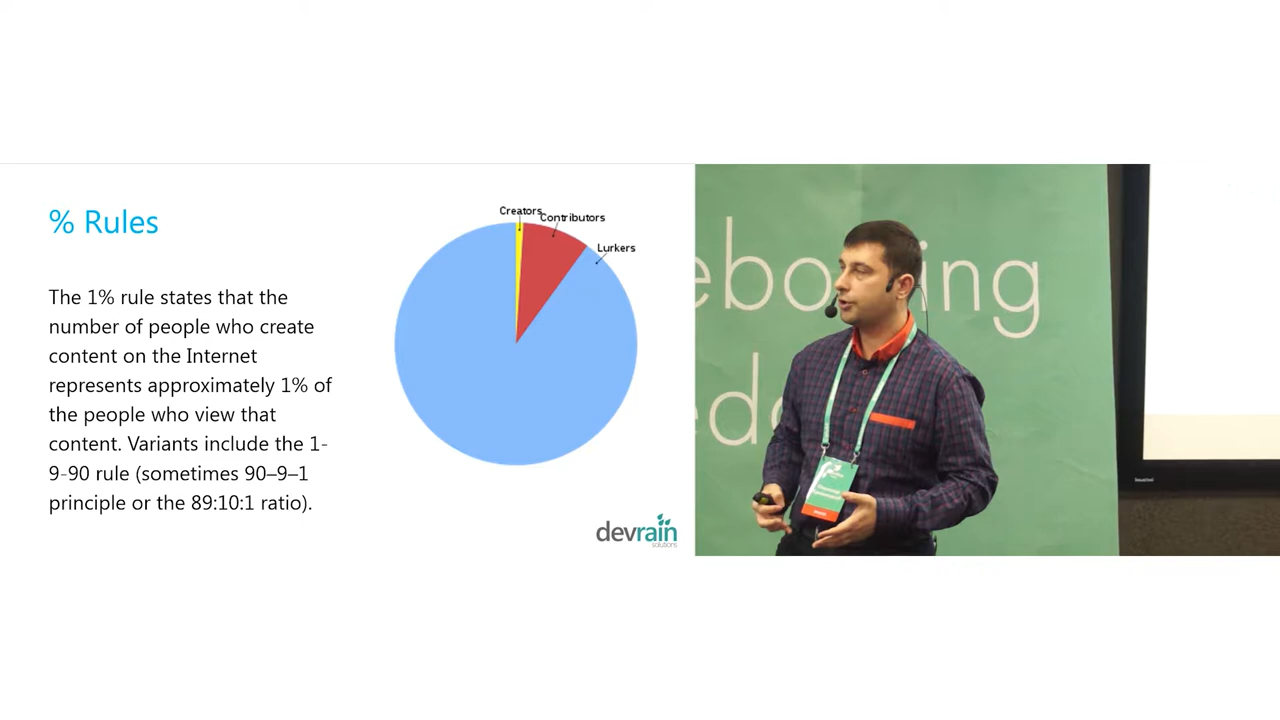 % Rules
The 1% rule states that the
number of people who create
content on the Internet
represents approximately 1% of
the people who view that
content. Variants include the 1-
9-90 rule (sometimes 90–9–1
principle or the 89:10:1 ratio).
Creators
Contributors
Lurkers
devrain
solutions